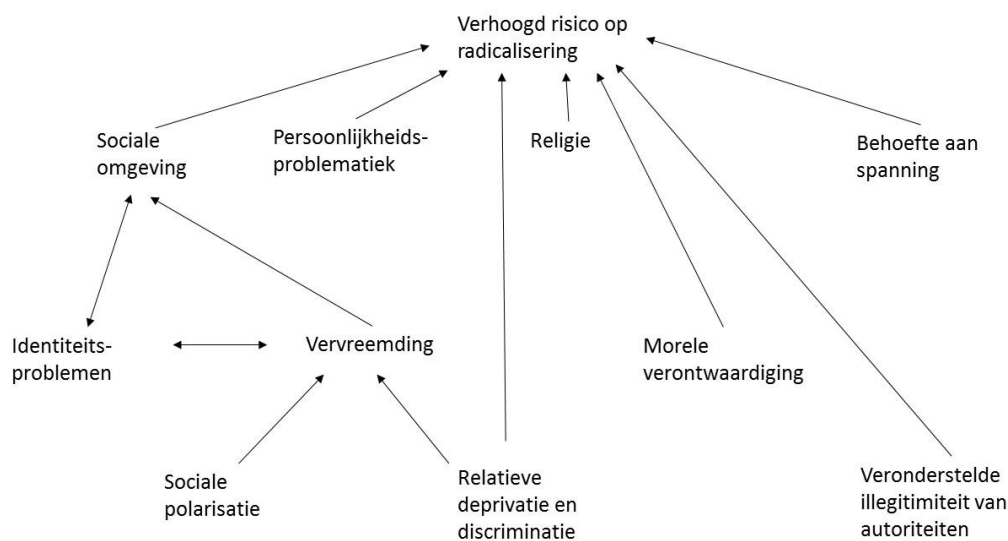 Verhoogd risico op
radicalisering
Sociale
omgeving
Persoonlijkheids-
problematiek
Religie
Behoefte aan
spanning
Identiteits-
problemen
Vervreemding
Morele
verontwaardiging
Sociale
polarisatie
Relatieve
deprivatie en
discriminatie
Veronderstelde
illegitimiteit van
autoriteiten